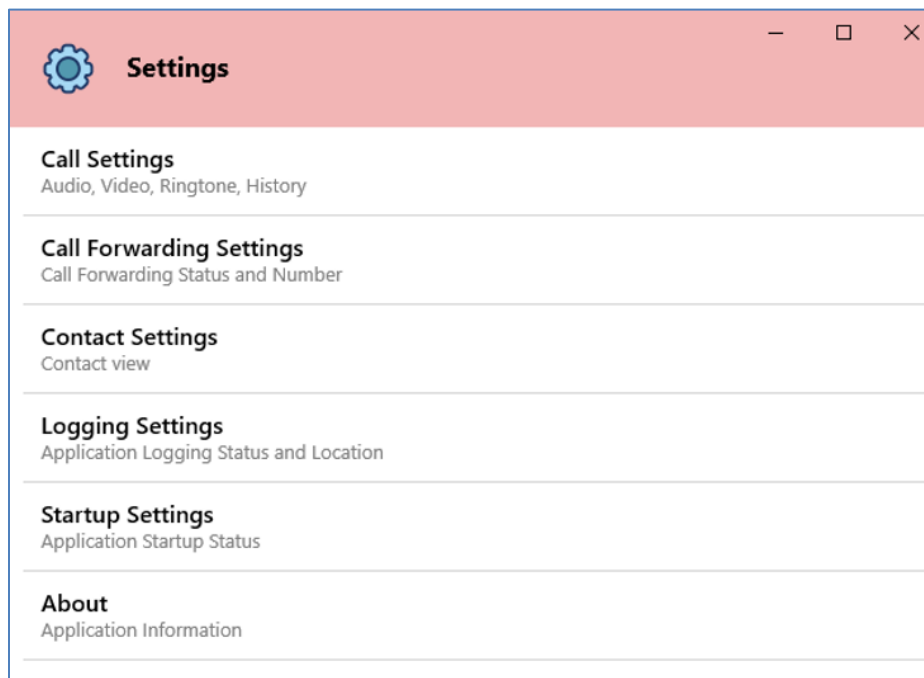 Settings
Call Settings
Audio, Video, Ringtone, History
Call Forwarding Settings
Call Forwarding Status and Number
Contact Settings
Contact view
Logging Settings
Application Logging Status and Location
Startup Settings
Application Startup Status
About
Application Information